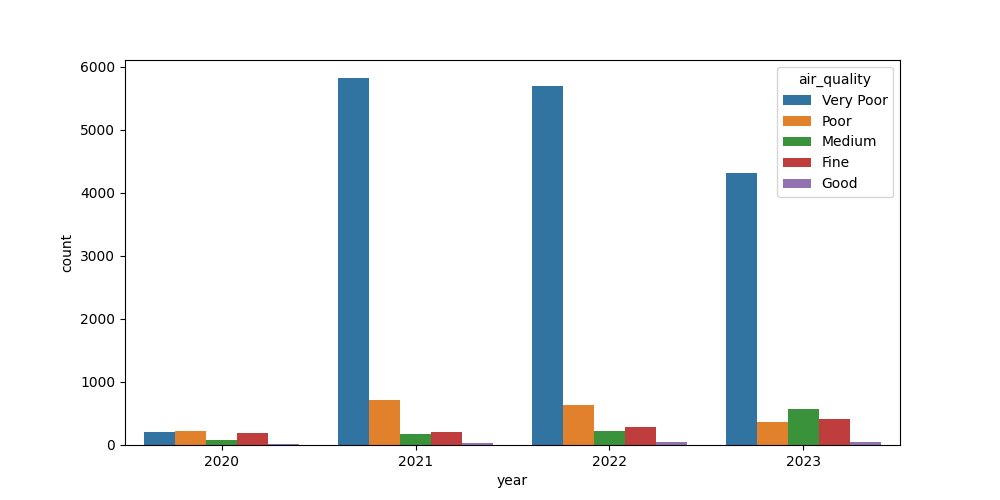 6000
5000
4000
3000
2000
1000
0
count
air_quality
Very Poor
Poor
Medium
Fine
Good
2020 2021 2022 2023
year